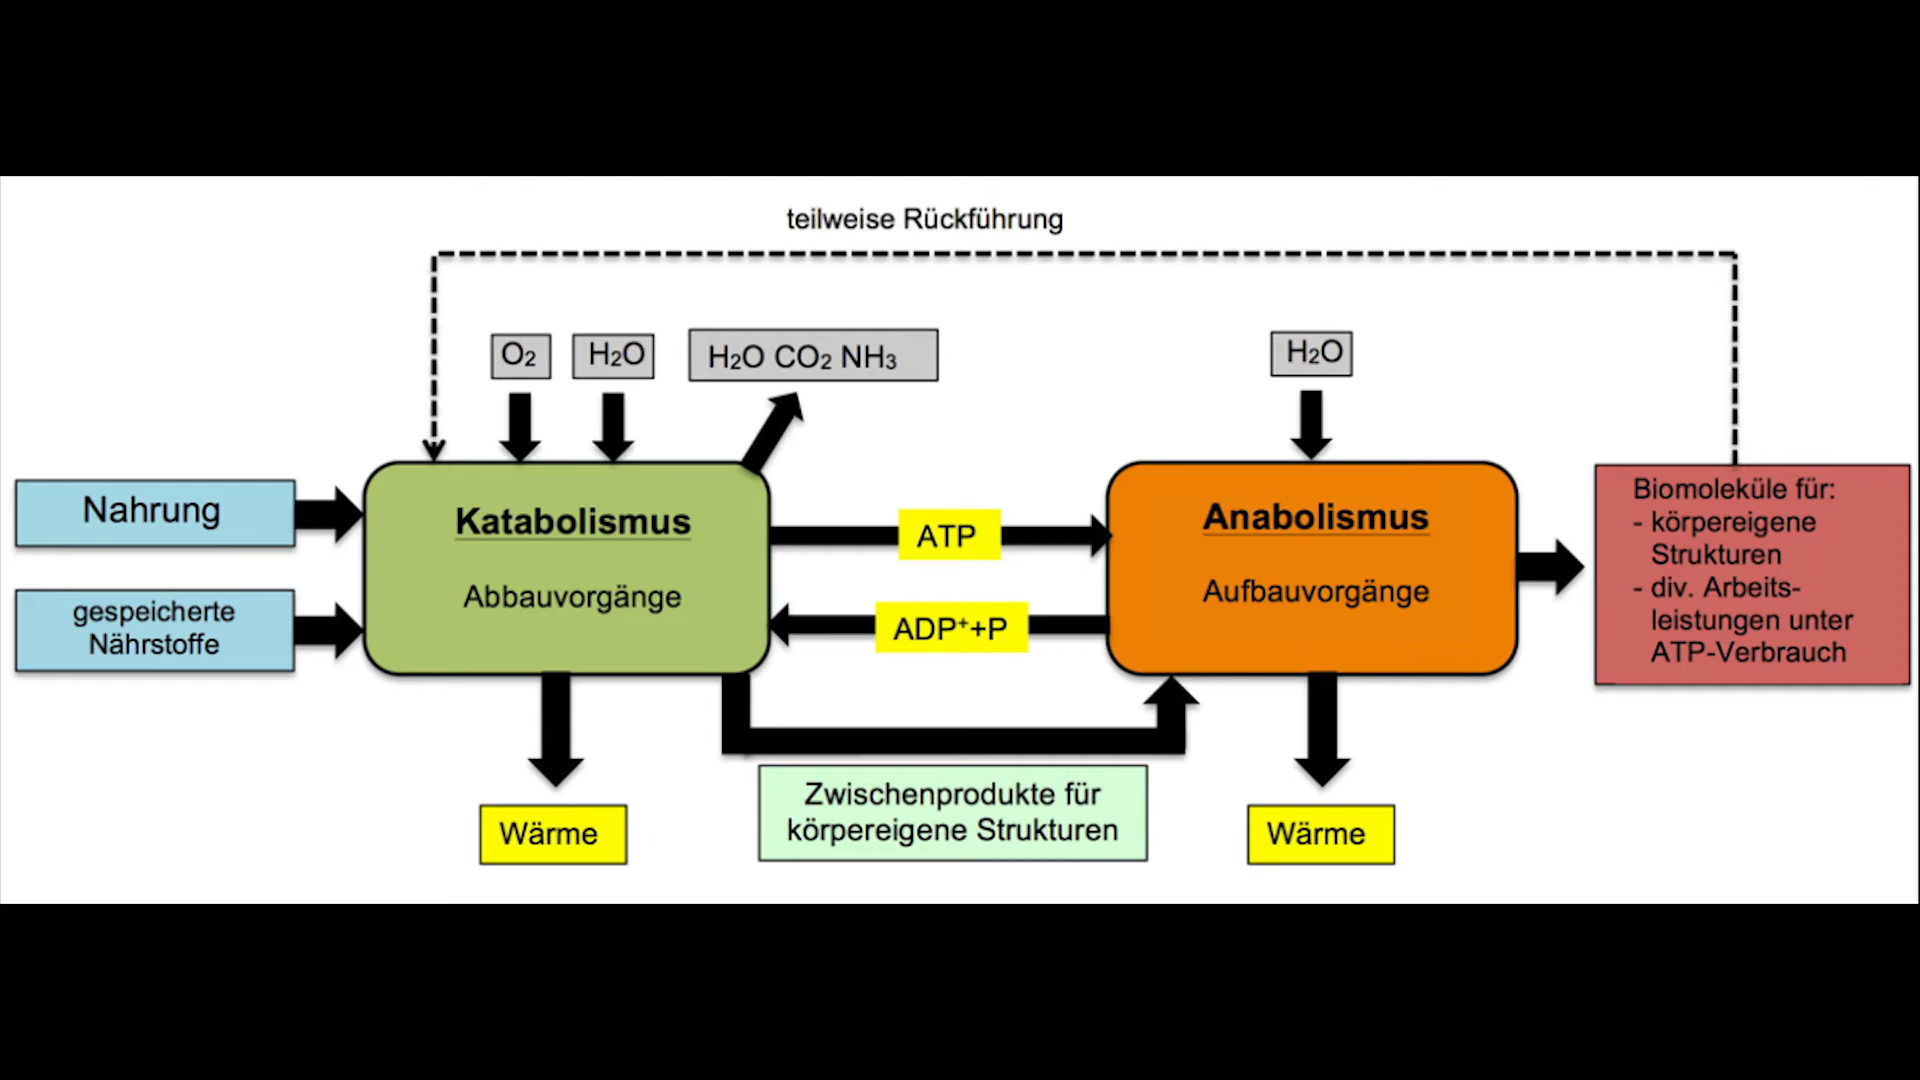 teilweise Rückführung
O₂
H₂O
H₂O CO₂ NH₃
H₂O
Nahrung
gespeicherte
Nährstoffe
Katabolismus
Abbauvorgänge
ATP
ADP⁺+P
Anabolismus
Aufbauvorgänge
Biomoleküle für:
- körpereigene
Strukturen
- div. Arbeits-
leistungen unter
ATP-Verbrauch
Wärme
Zwischenprodukte für
körpereigene Strukturen
Wärme